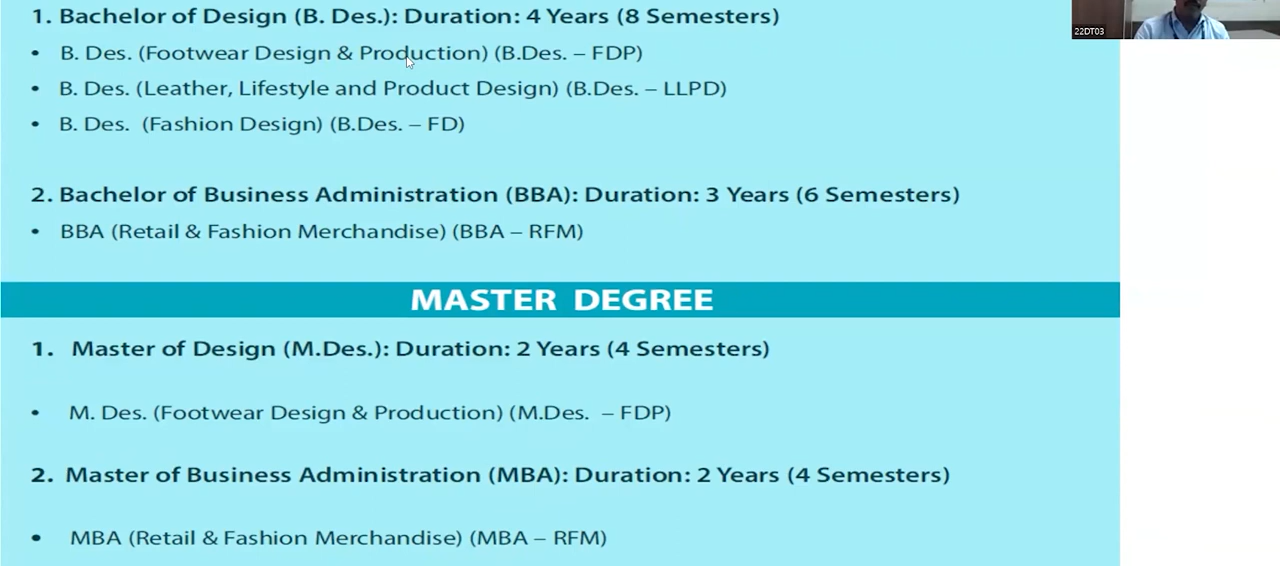 1. Bachelor of Design (B. Des.): Duration: 4 Years (8 Semesters)
• B. Des. (Footwear Design & Production) (B.Des. – FDP)
• B. Des. (Leather, Lifestyle and Product Design) (B.Des. – LLPD)
• B. Des. (Fashion Design) (B.Des. – FD)
2. Bachelor of Business Administration (BBA): Duration: 3 Years (6 Semesters)
• BBA (Retail & Fashion Merchandise) (BBA – RFM)
MASTER DEGREE
1. Master of Design (M.Des.): Duration: 2 Years (4 Semesters)
• M. Des. (Footwear Design & Production) (M.Des. – FDP)
2. Master of Business Administration (MBA): Duration: 2 Years (4 Semesters)
• MBA (Retail & Fashion Merchandise) (MBA – RFM)
22DT03